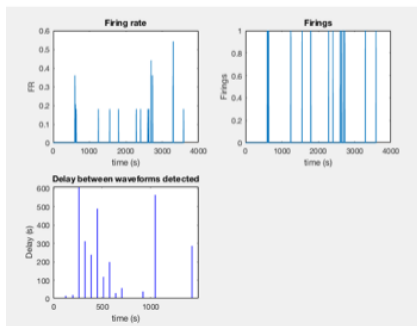 Firing rate
0.6
0.5
0.4
0.3
0.2
0.1
0
FR
0 1000 2000 3000 4000
time (s)
Firings
1
0.8
0.6
0.4
0.2
0
Firings
0 1000 2000 3000 4000
time (s)
Delay between waveforms detected
600
500
400
300
200
100
0
Delay (s)
0 500 1000
time (s)